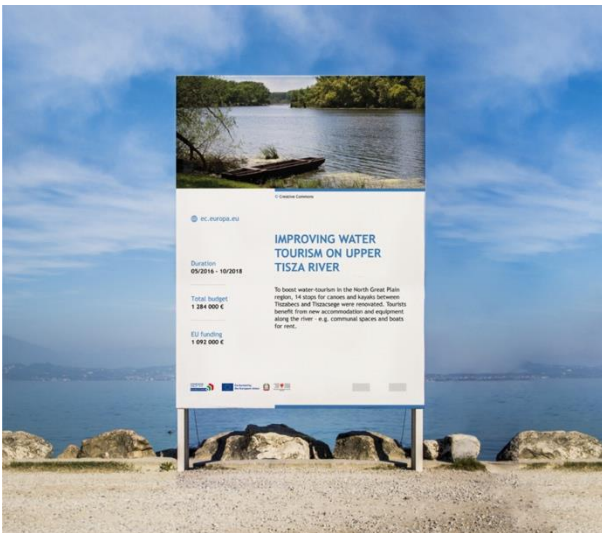 © Creative Commons
ec.europa.eu
IMPROVING WATER
TOURISM ON UPPER
TISZA RIVER
Duration
05/2016 - 10/2018
To boost water-tourism in the North Great Plain
region, 14 stops for canoes and kayaks between
Tiszabecs and Tiszacsege were renovated. Tourists
benefit from new accommodation and equipment
along the river - e.g. communal spaces and boats
for rent.
Total budget
1 284 000 €
EU funding
1 092 000 €